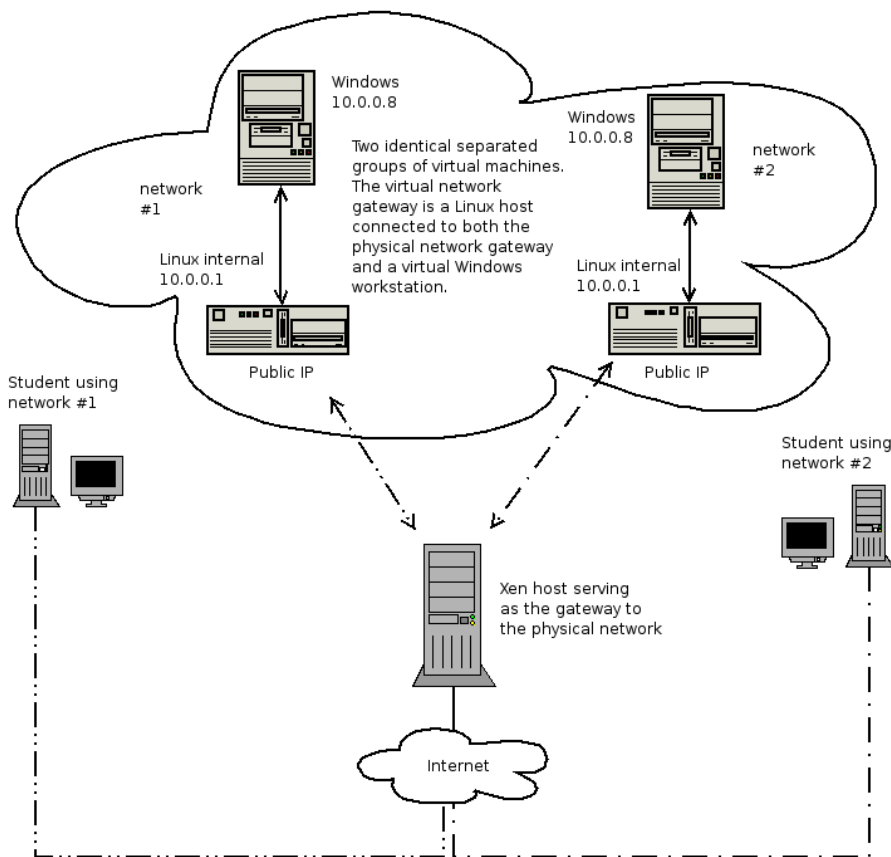 Windows
10.0.0.8
Windows
10.0.0.8
Two identical separated
groups of virtual machines.
The virtual network
gateway is a Linux host
connected to both the
physical network gateway
and a virtual Windows
workstation.
network
#1
network
#2
Linux internal
10.0.0.1
Linux internal
10.0.0.1
Public IP
Public IP
Student using
network #1
Student using
network #2
Xen host serving
as the gateway to
the physical network
Internet